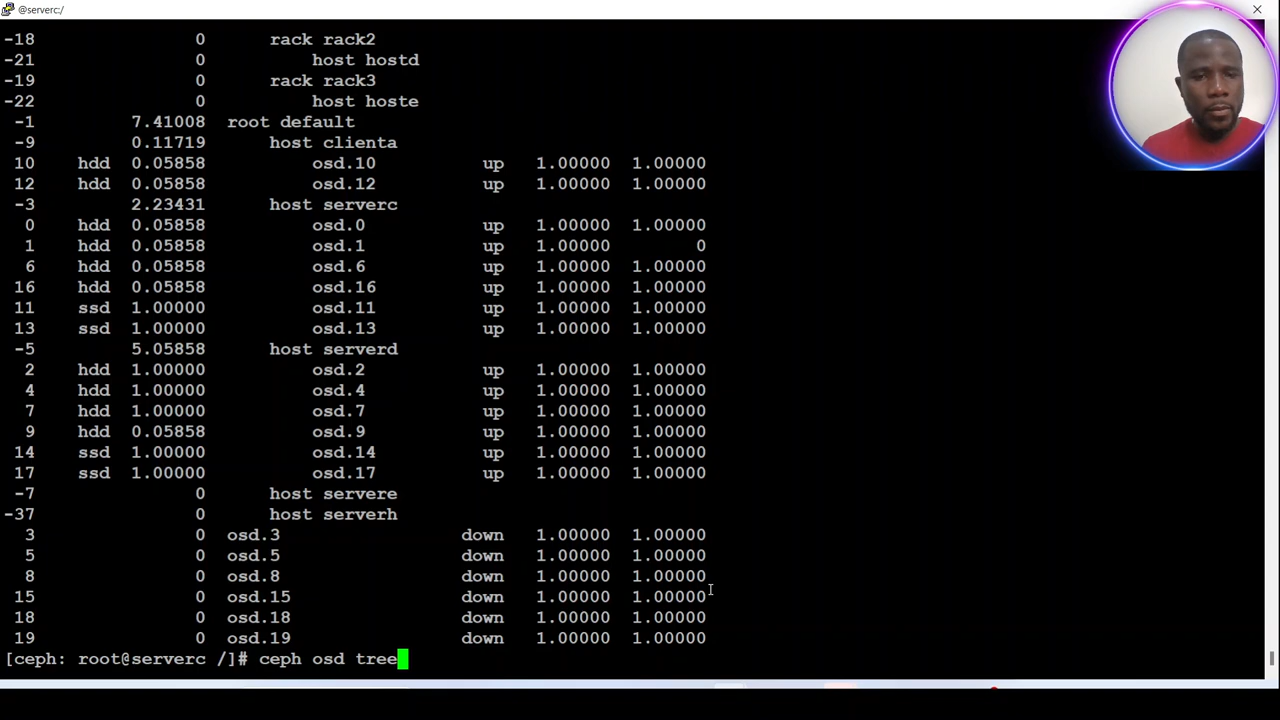 @serverc:/
-18 0 rack rack2
-21 0 host hostd
-19 0 rack rack3
-22 0 host hoste
-1 7.41008 root default
-9 0.11719 host clienta
10 hdd 0.05858 osd.10 up 1.00000 1.00000
12 hdd 0.05858 osd.12 up 1.00000 1.00000
-3 2.23431 host serverc
0 hdd 0.05858 osd.0 up 1.00000 1.00000
1 hdd 0.05858 osd.1 up 1.00000 0
6 hdd 0.05858 osd.6 up 1.00000 1.00000
16 hdd 0.05858 osd.16 up 1.00000 1.00000
11 ssd 1.00000 osd.11 up 1.00000 1.00000
13 ssd 1.00000 osd.13 up 1.00000 1.00000
-5 5.05858 host serverd
2 hdd 1.00000 osd.2 up 1.00000 1.00000
4 hdd 1.00000 osd.4 up 1.00000 1.00000
7 hdd 1.00000 osd.7 up 1.00000 1.00000
9 hdd 0.05858 osd.9 up 1.00000 1.00000
14 ssd 1.00000 osd.14 up 1.00000 1.00000
17 ssd 1.00000 osd.17 up 1.00000 1.00000
-7 0 host servere
-37 0 host serverh
3 0 osd.3 down 1.00000 1.00000
5 0 osd.5 down 1.00000 1.00000
8 0 osd.8 down 1.00000 1.00000
15 0 osd.15 down 1.00000 1.00000
18 0 osd.18 down 1.00000 1.00000
19 0 osd.19 down 1.00000 1.00000
[ceph: root@serverc /]# ceph osd tree